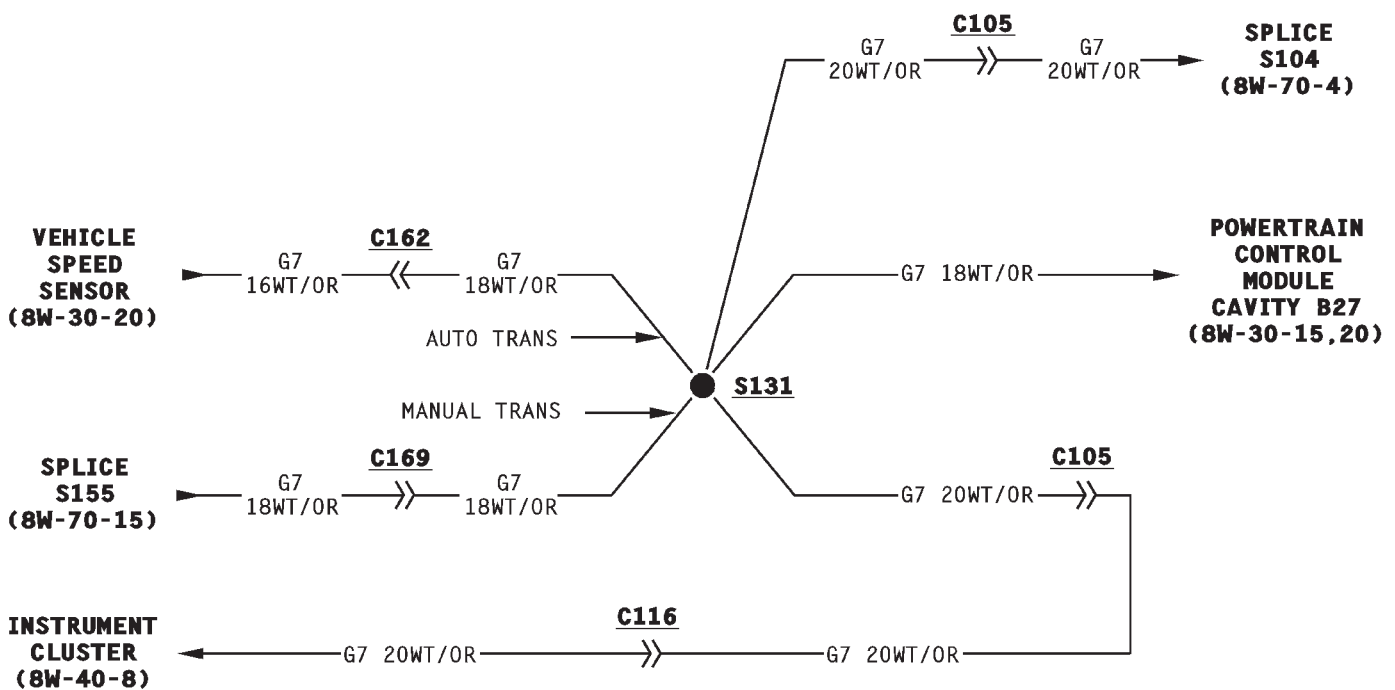 C105
G7
20WT/OR
G7
20WT/OR
SPLICE
S104
(8W-70-4)
VEHICLE
SPEED
SENSOR
(8W-30-20)
G7
16WT/OR
C162
G7
18WT/OR
AUTO TRANS
G7 18WT/OR
POWERTRAIN
CONTROL
MODULE
CAVITY B27
(8W-30-15,20)
S131
MANUAL TRANS
SPLICE
S155
(8W-70-15)
G7
18WT/OR
C169
G7
18WT/OR
G7 20WT/OR
C105
INSTRUMENT
CLUSTER
(8W-40-8)
G7 20WT/OR
C116
G7 20WT/OR